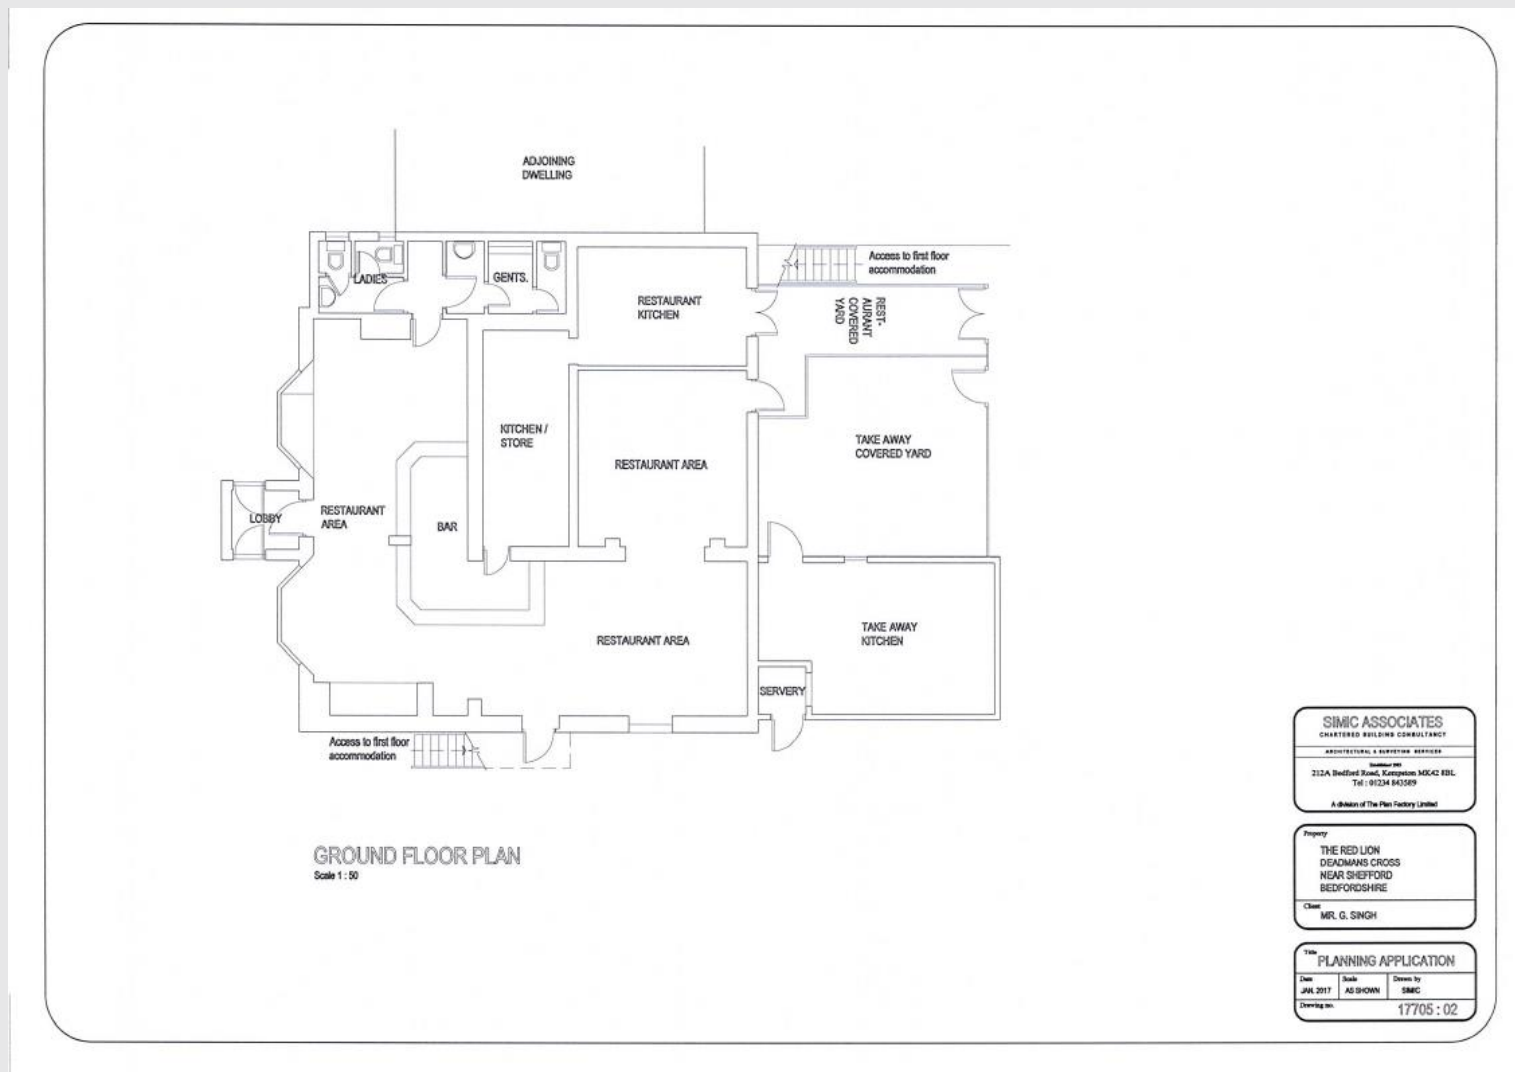 ADJOINING
DWELLING
LADIES
GENTS.
RESTAURANT
KITCHEN
Access to first floor
accommodation
REST-
AURANT
COVERED
YARD
KITCHEN /
STORE
RESTAURANT AREA
TAKE AWAY
COVERED YARD
LOBBY
RESTAURANT
AREA
BAR
RESTAURANT AREA
TAKE AWAY
KITCHEN
SERVERY
Access to first floor
accommodation
GROUND FLOOR PLAN
Scale 1 : 50
SIMIC ASSOCIATES
CHARTERED BUILDING CONSULTANCY
ARCHITECTURAL & SURVEYING SERVICES
212A Bedford Road, Kempston MK42 8BL
Tel : 01234 843589
A division of The Plan Factory Limited
Property
THE RED LION
DEADMANS CROSS
NEAR SHEFFORD
BEDFORDSHIRE
Client
MR. G. SINGH
Title
PLANNING APPLICATION
Date
Scale
Drawn by
JAN. 2017
AS SHOWN
SIMIC
Drawing no.
17705 : 02